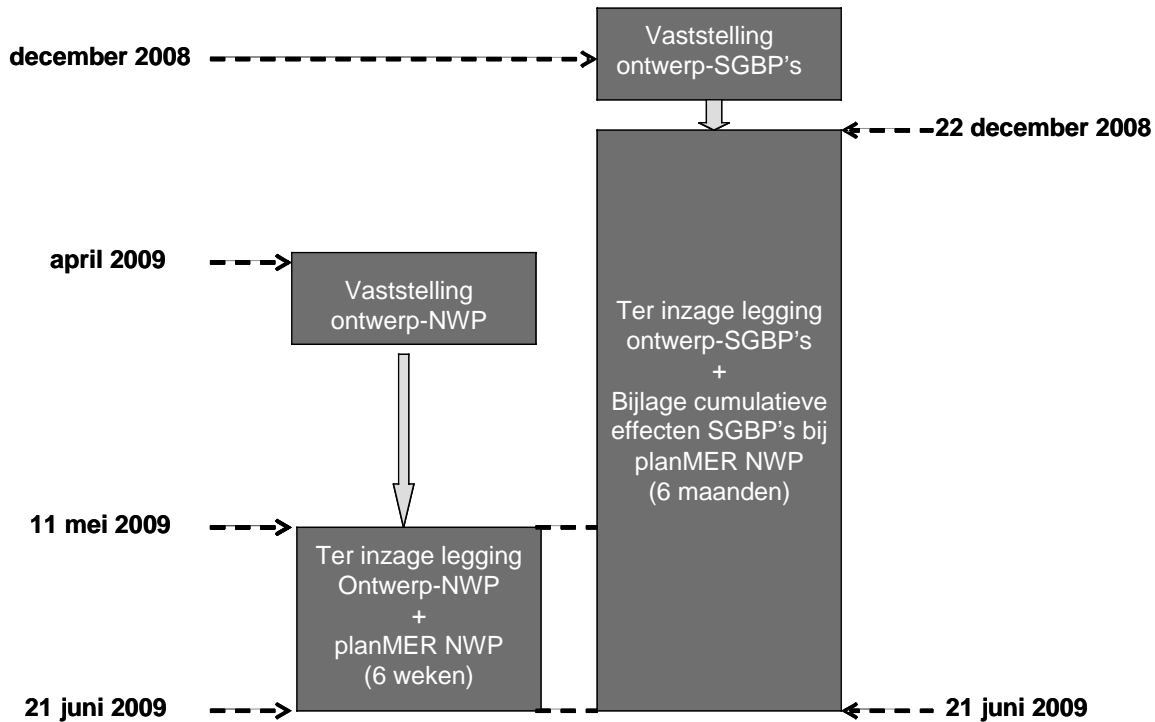 december 2008
Vaststelling
ontwerp-SGBP's
22 december 2008
april 2009
Vaststelling
ontwerp-NWP
Ter inzage legging
ontwerp-SGBP's
+
Bijlage cumulatieve
effecten SGBP's bij
planMER NWP
(6 maanden)
11 mei 2009
Ter inzage legging
Ontwerp-NWP
+
planMER NWP
(6 weken)
21 juni 2009
21 juni 2009